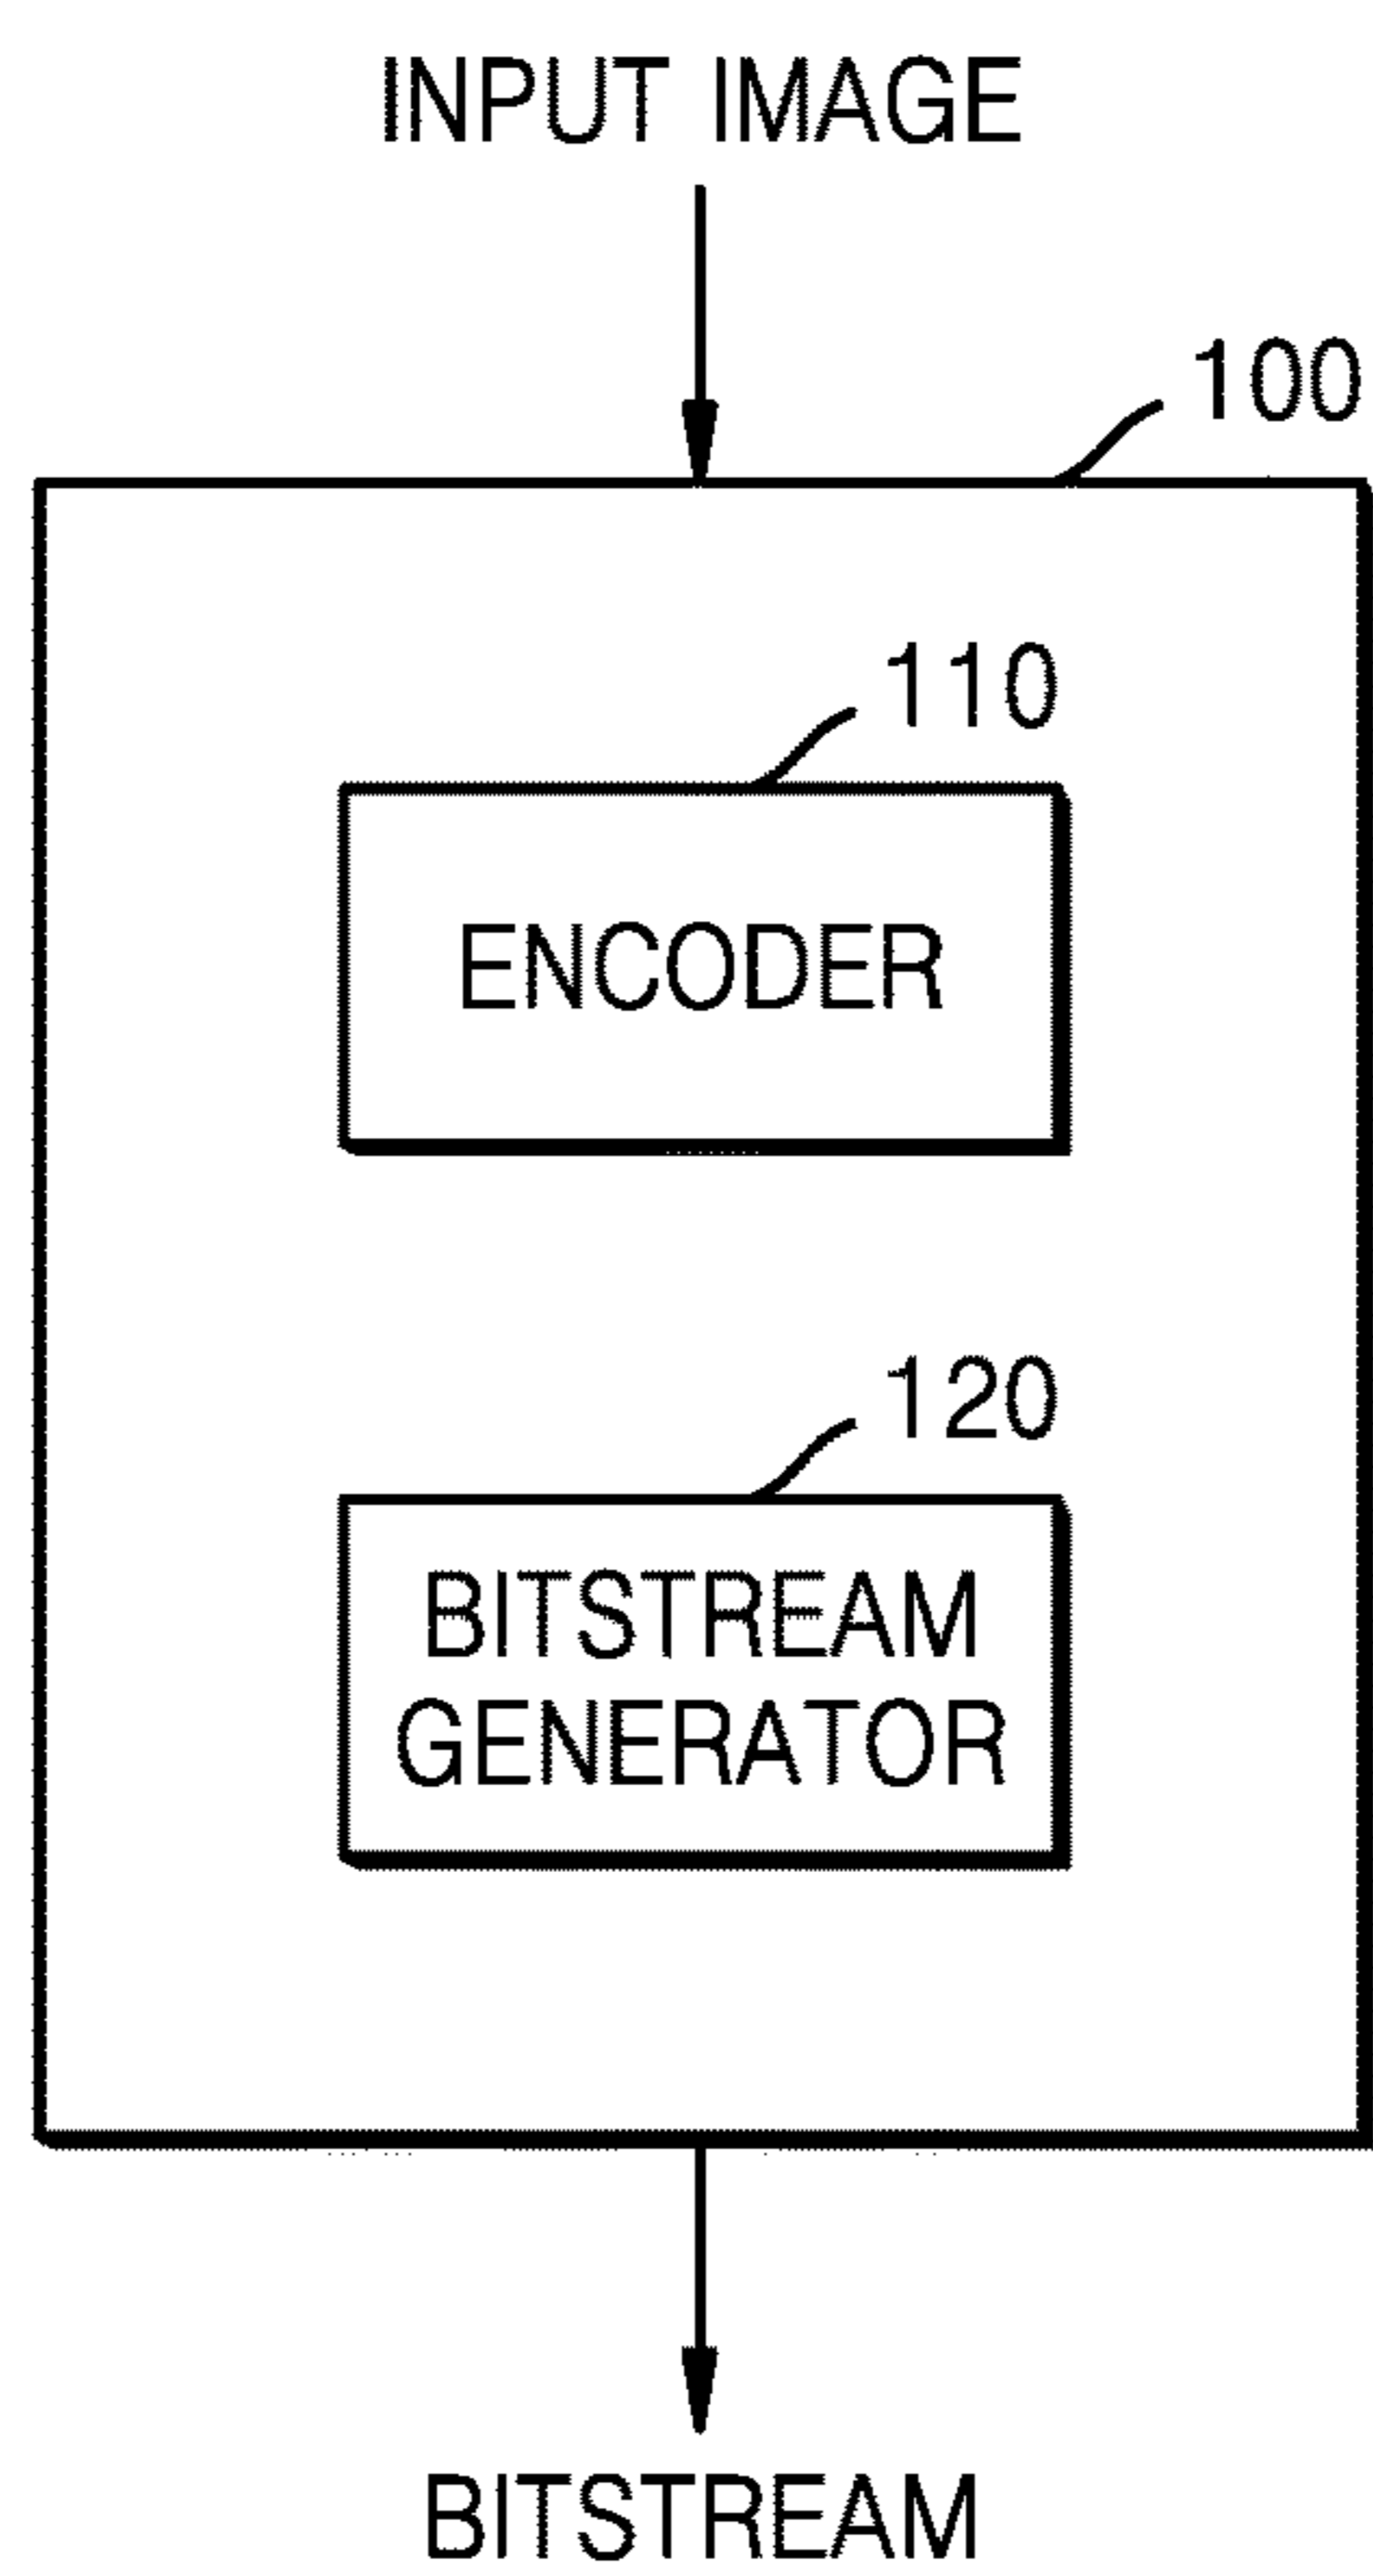 INPUT IMAGE
100
110
ENCODER
120
BITSTREAM
GENERATOR
BITSTREAM